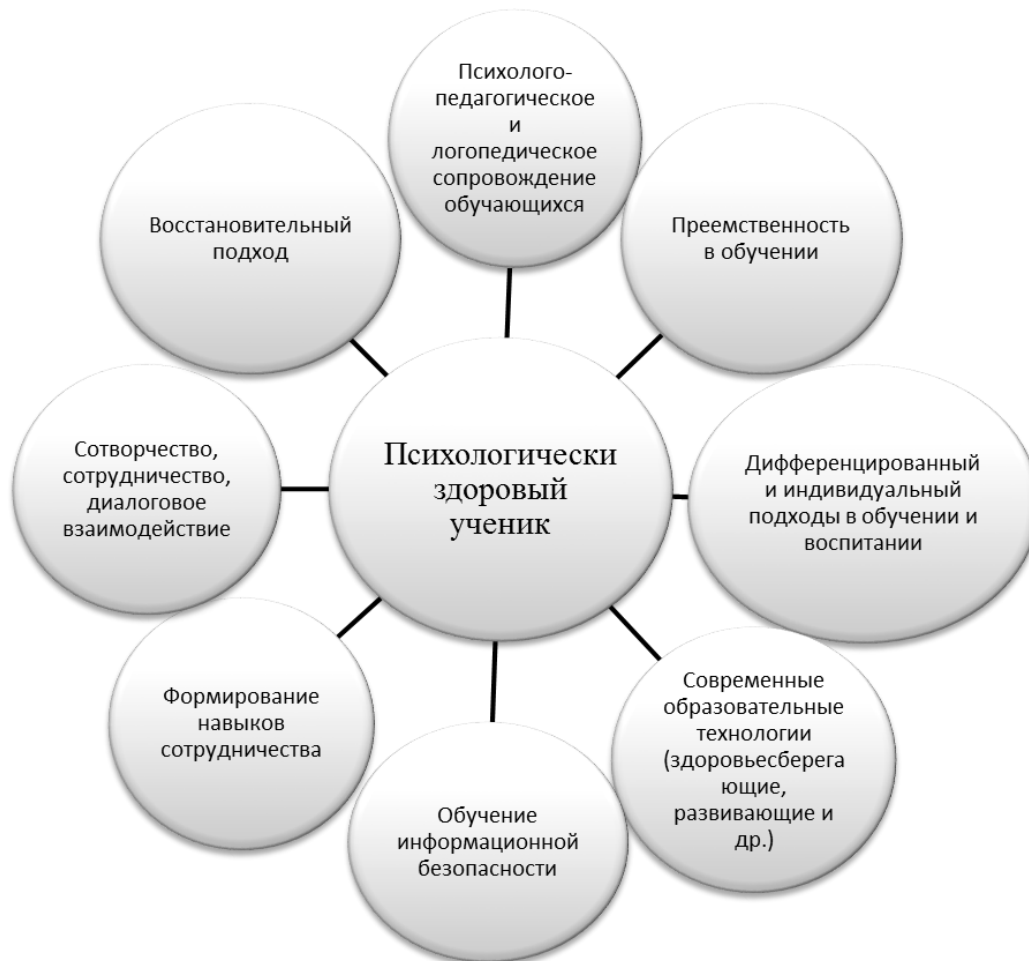 Психолого-
педагогическое
и
логопедическое
сопровождение
обучающихся
Преемственность
в обучении
Дифференцированный
и индивидуальный
подходы в обучении и
воспитании
Современные
образовательные
технологии
(здоровьесберега
ющие,
развивающие и
др.)
Обучение
информационной
безопасности
Формирование
навыков
сотрудничества
Сотворчество,
сотрудничество,
диалоговое
взаимодействие
Восстановительный
подход
Психологически
здоровый
ученик